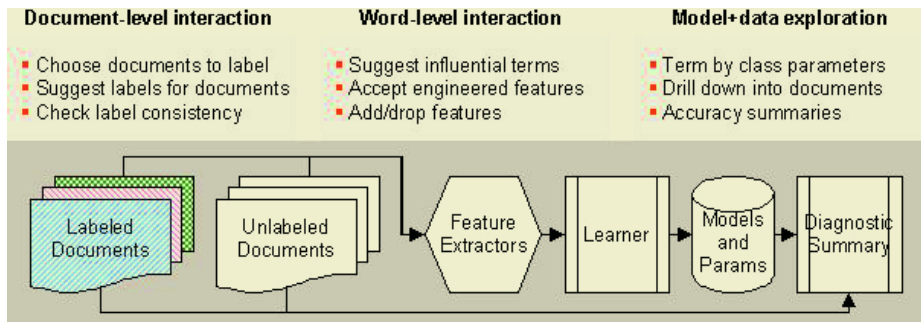 Document-level interaction
Choose documents to label
Suggest labels for documents
Check label consistency
Word-level interaction
Suggest influential terms
Accept engineered features
Add/drop features
Model+data exploration
Term by class parameters
Drill down into documents
Accuracy summaries
Labeled
Documents
Unlabeled
Documents
Feature
Extractors
Learner
Models
and
Params
Diagnostic
Summary